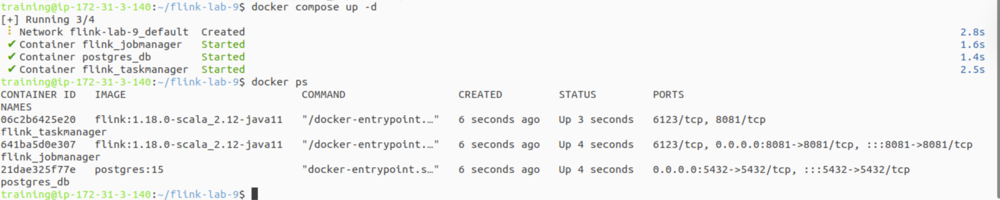 training@ip-172-31-3-140:~/flink-lab-9$ docker compose up -d
[+] Running 3/4
⠸ Network flink-lab-9_default  Created 2.8s
✔ Container flink_jobmanager   Started 1.6s
✔ Container postgres_db        Started 1.4s
✔ Container flink_taskmanager  Started 2.5s
training@ip-172-31-3-140:~/flink-lab-9$ docker ps
CONTAINER ID   IMAGE                            COMMAND                  CREATED         STATUS         PORTS
NAMES
06c2b6425e20   flink:1.18.0-scala_2.12-java11   "/docker-entrypoint.…"   6 seconds ago   Up 3 seconds   6123/tcp, 8081/tcp
flink_taskmanager
641ba5d0e307   flink:1.18.0-scala_2.12-java11   "/docker-entrypoint.…"   6 seconds ago   Up 4 seconds   6123/tcp, 0.0.0.0:8081->8081/tcp, :::8081->8081/tcp
flink_jobmanager
21dae325f77e   postgres:15                      "docker-entrypoint.s…"   6 seconds ago   Up 4 seconds   0.0.0.0:5432->5432/tcp, :::5432->5432/tcp
postgres_db
training@ip-172-31-3-140:~/flink-lab-9$